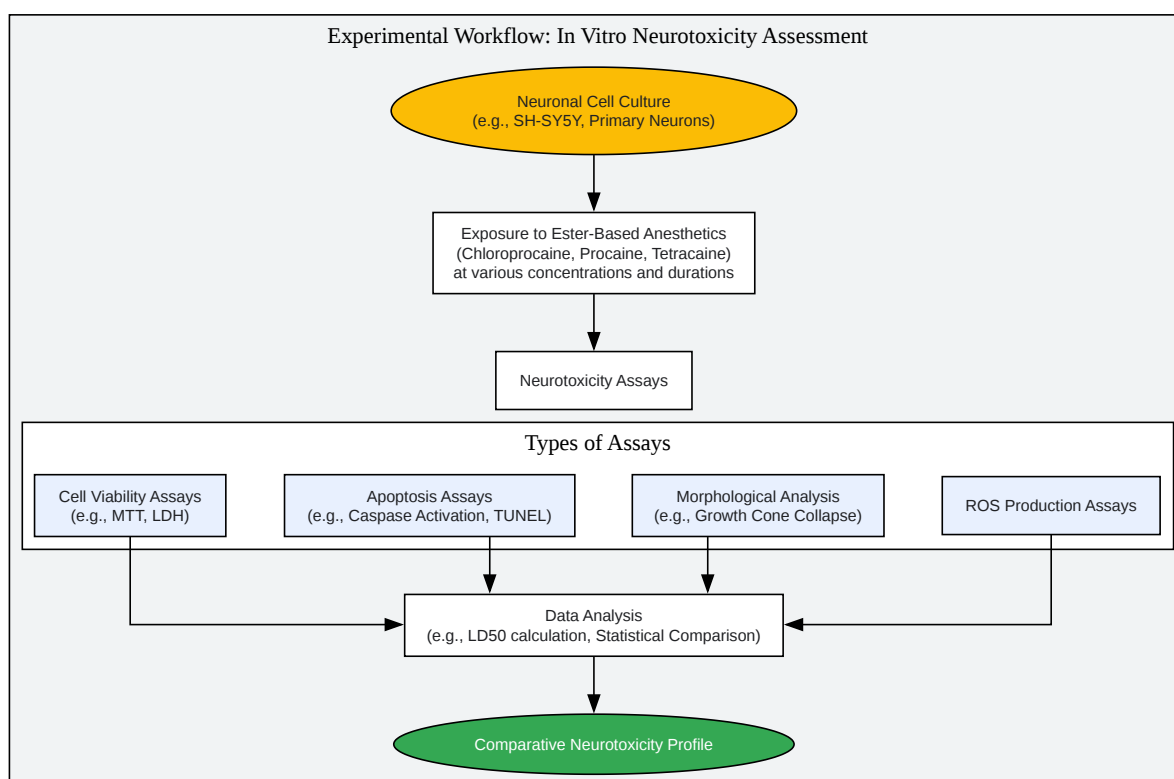 Experimental Workflow: In Vitro Neurotoxicity Assessment
Neuronal Cell Culture
(e.g., SH-SY5Y, Primary Neurons)
Exposure to Ester-Based Anesthetics
(Chloroprocaine, Procaine, Tetracaine)
at various concentrations and durations
Neurotoxicity Assays
Types of Assays
Cell Viability Assays
(e.g., MTT, LDH)
Apoptosis Assays
(e.g., Caspase Activation, TUNEL)
Morphological Analysis
(e.g., Growth Cone Collapse)
ROS Production Assays
Data Analysis
(e.g., LD50 calculation, Statistical Comparison)
Comparative Neurotoxicity Profile